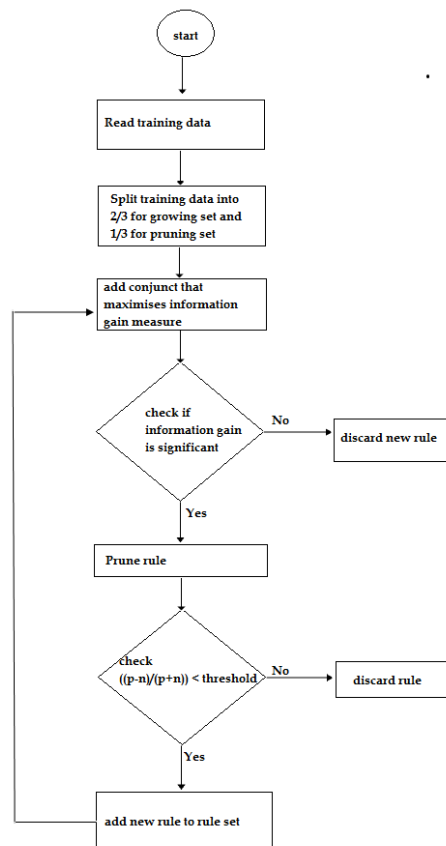 start
Read training data
Split training data into
2/3 for growing set and
1/3 for pruning set
add conjunct that
maximises information
gain measure
check if
information gain
is significant
No
discard new rule
Yes
Prune rule
check
((p-n)/(p+n)) < threshold
No
discard rule
Yes
add new rule to rule set